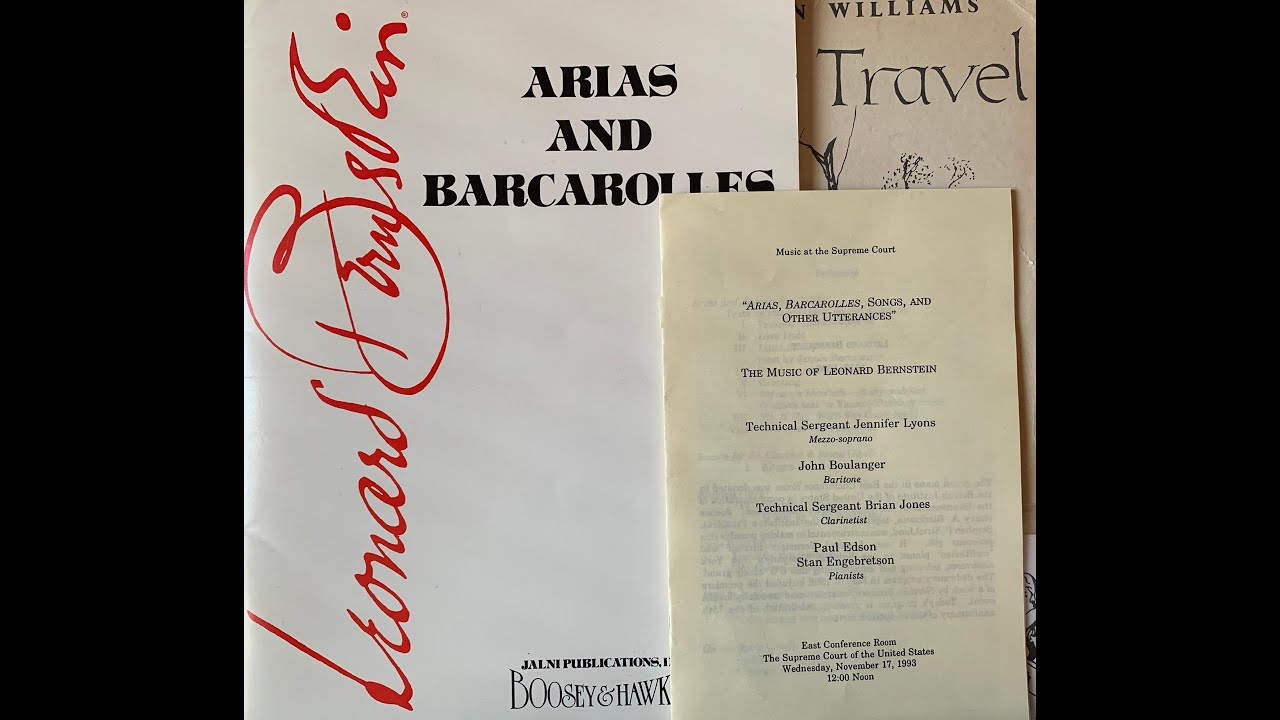 Leonard Bernstein
®
ARIAS
AND
BARCAROLLES
JALNI PUBLICATIONS, I
BOOSEY & HAWK
N WILLIAMS
Travel
Music at the Supreme Court
“ARIAS, BARCAROLLES, SONGS, AND
OTHER UTTERANCES”
THE MUSIC OF LEONARD BERNSTEIN
Technical Sergeant Jennifer Lyons
Mezzo-soprano
John Boulanger
Baritone
Technical Sergeant Brian Jones
Clarinetist
Paul Edson
Stan Engebretson
Pianists
East Conference Room
The Supreme Court of the United States
Wednesday, November 17, 1993
12:00 Noon